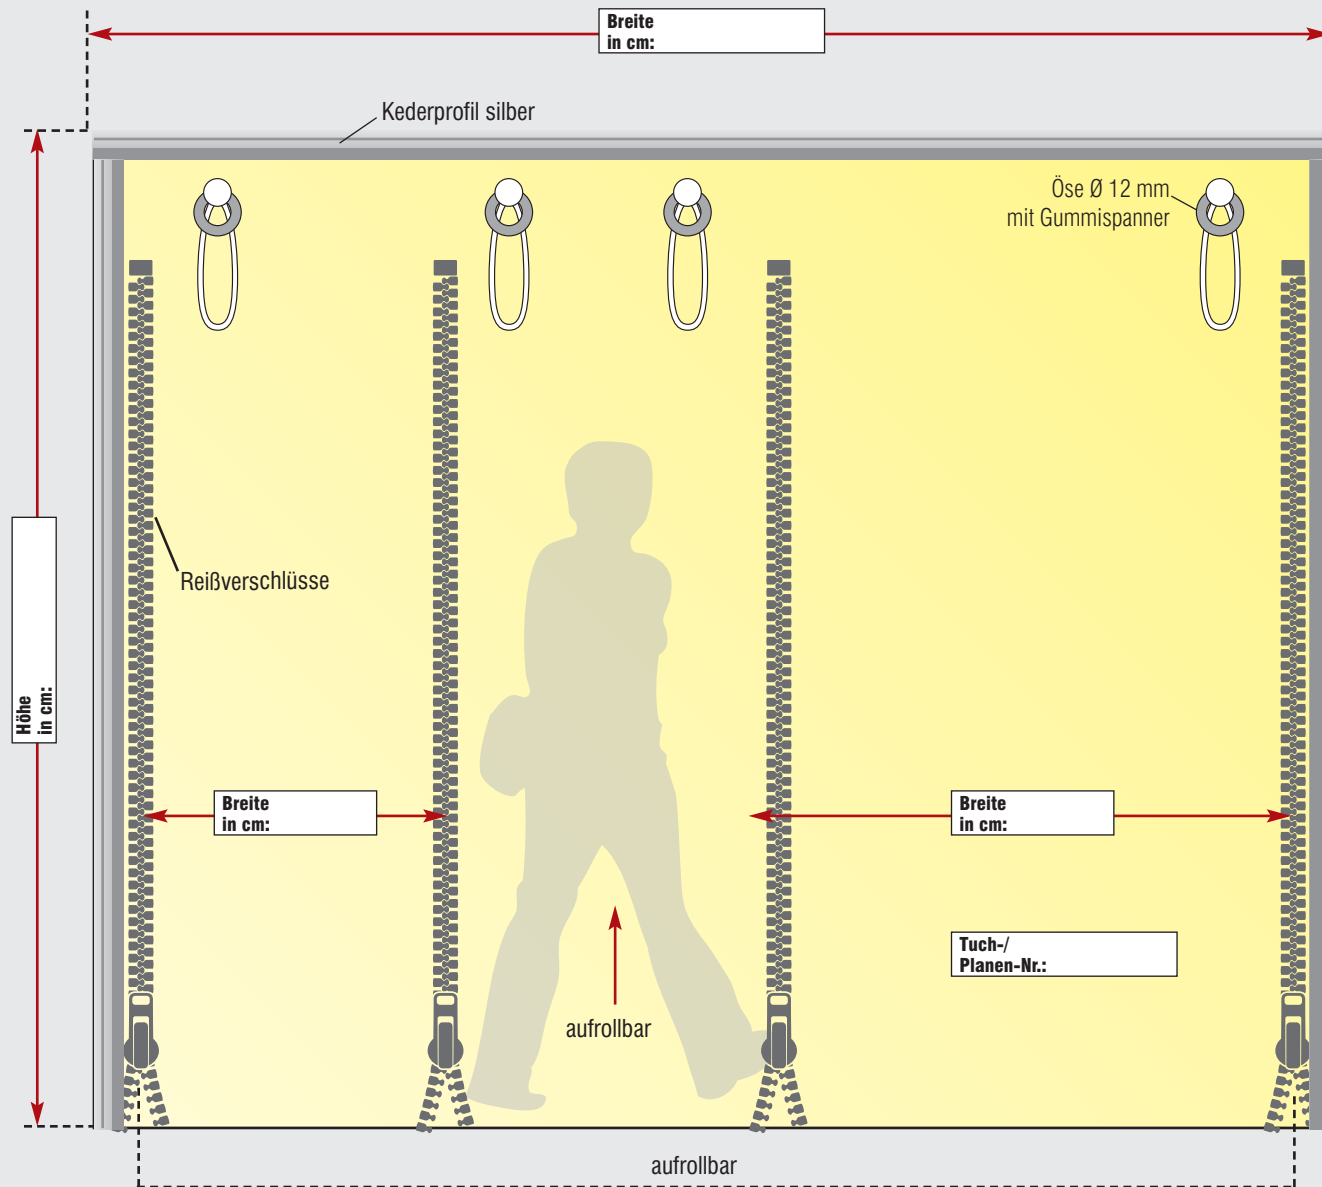 Breite
in cm:
Kederprofil silber
Öse Ø 12 mm
mit Gummispanner
Reißverschlüsse
Höhe
in cm:
Breite
in cm:
Breite
in cm:
Tuch-/
Planen-Nr.:
aufrollbar
aufrollbar